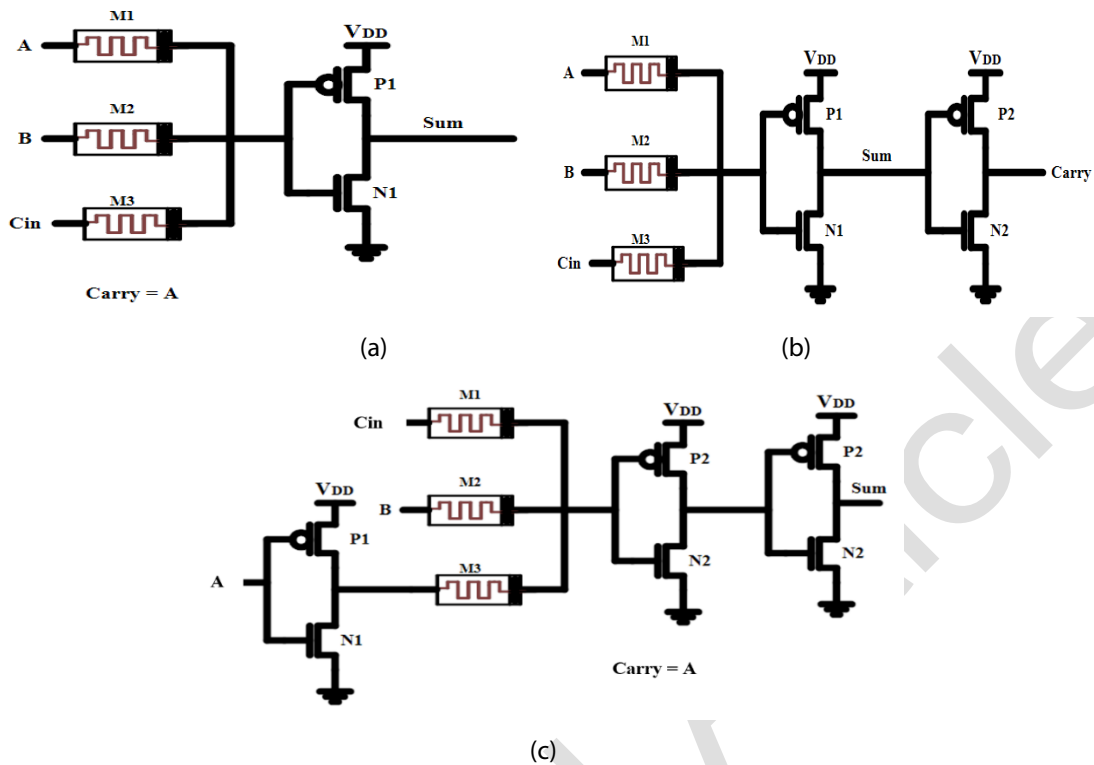 M1
VDD
A
P1
M2
Sum
B
N1
M3
Cin
Carry = A
(a)
M1
VDD
VDD
A
P1
P2
M2
Sum
B
Carry
N1
N2
M3
Cin
(b)
M1
VDD
VDD
Cin
P2
P2
M2
Sum
VDD
B
P1
M3
N2
N2
A
N1
Carry = A
(c)